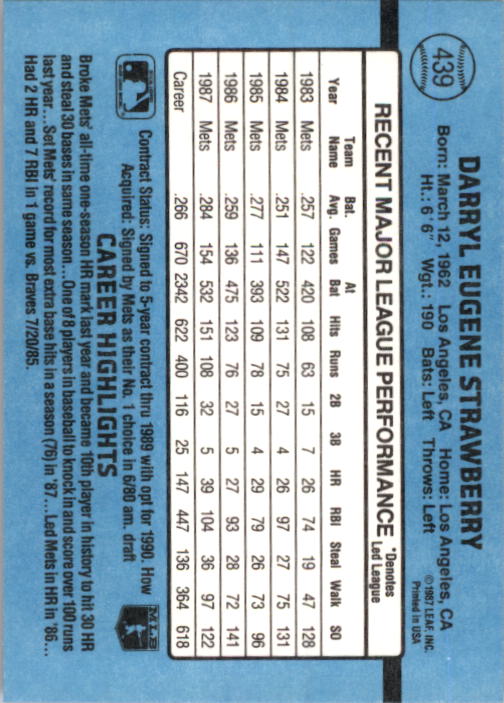 439
DARRYL EUGENE STRAWBERRY
©1987 LEAF, INC.
Printed in USA
Born: March 12, 1962 Los Angeles, CA Home: Los Angeles, CA
Ht.: 6' 6" Wgt.: 190 Bats: Left Throws: Left
RECENT MAJOR LEAGUE PERFORMANCE *Denotes Led League
Year Team Name Bat. Avg. Games At Bat Hits Runs 2B 3B HR RBI Steal Walk SO
1983 Mets .257 122 420 108 63 15 7 26 74 19 47 128
1984 Mets .251 147 522 131 75 27 4 26 97 27 75 131
1985 Mets .277 111 393 109 78 15 4 29 79 26 73 96
1986 Mets .259 136 475 123 76 27 5 27 93 28 72 141
1987 Mets .284 154 532 151 108 32 5 39 104 36 97 122
Career .266 670 2342 622 400 116 25 147 447 136 364 618
Contract Status: Signed to 5-year contract thru 1989 with opt for 1990. How
Acquired: Signed by Mets as their No. 1 choice in 6/80 am. draft
MLB
CAREER HIGHLIGHTS
Broke Mets' all-time one-season HR mark last year and became 10th player in history to hit 30 HR
and steal 30 bases in same season...One of 8 players in baseball to knock in and score over 100 runs
last year....Set Mets' record for most extra base hits in a season (76) in '87...Led Mets in HR in '86...
Had 2 HR and 7 RBI in 1 game vs. Braves 7/20/85.